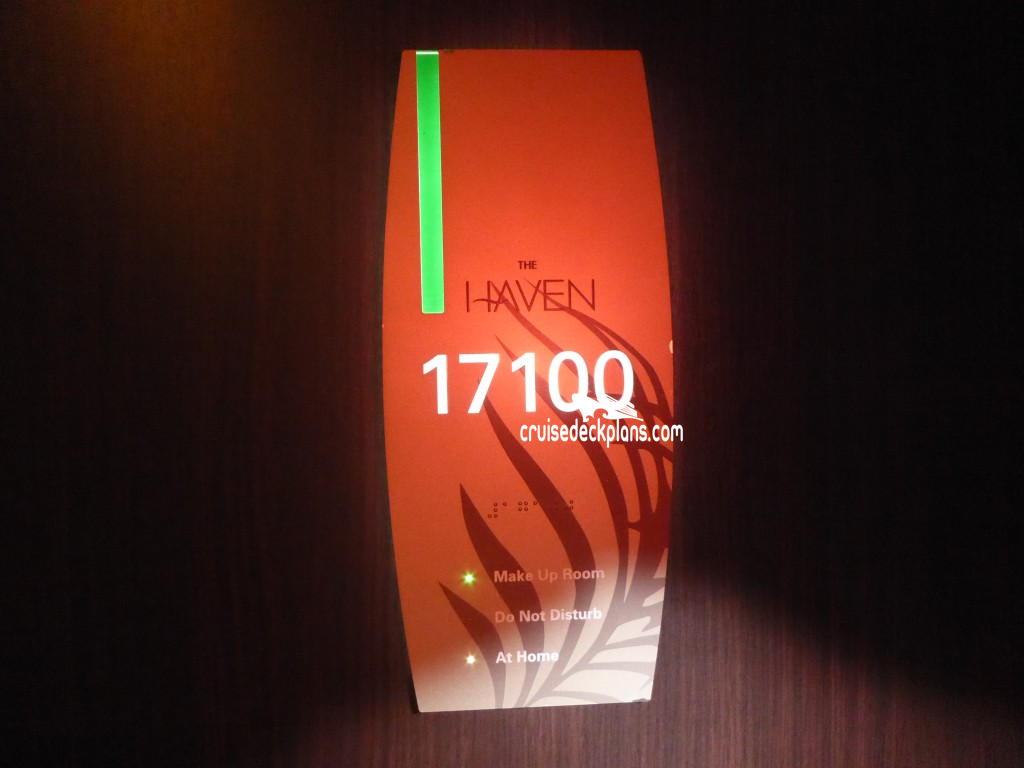 THE
HAVEN
17100
cruisedeckplans.com
Make Up Room
Do Not Disturb
At Home